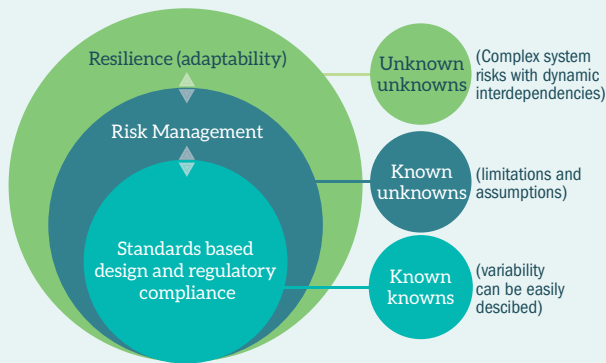 Resilience (adaptability)
Unknown
unknowns
(Complex system
risks with dynamic
interdependencies)
Risk Management
Known
unknowns
(limitations and
assumptions)
Standards based
design and regulatory
compliance
Known
knowns
(variability
can be easily
descibed)